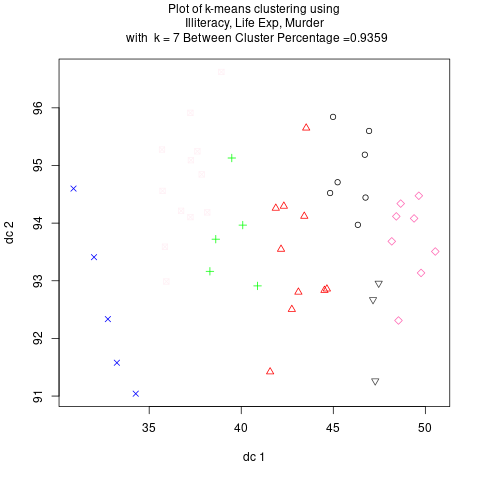 Plot of k-means clustering using
Illiteracy, Life Exp, Murder
with k = 7 Between Cluster Percentage =0.9359
96
95
94
93
92
91
dc 2
35
40
45
50
dc 1